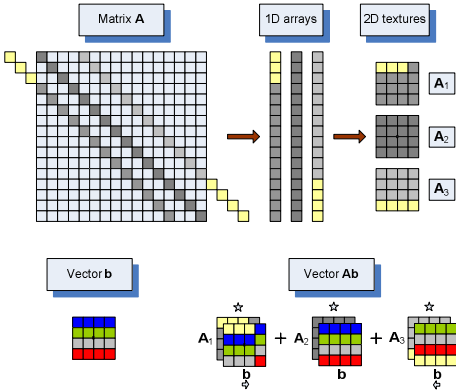 Matrix A
1D arrays
2D textures
A1
A2
A3
Vector b
Vector Ab
A1 + A2 + A3
b
b